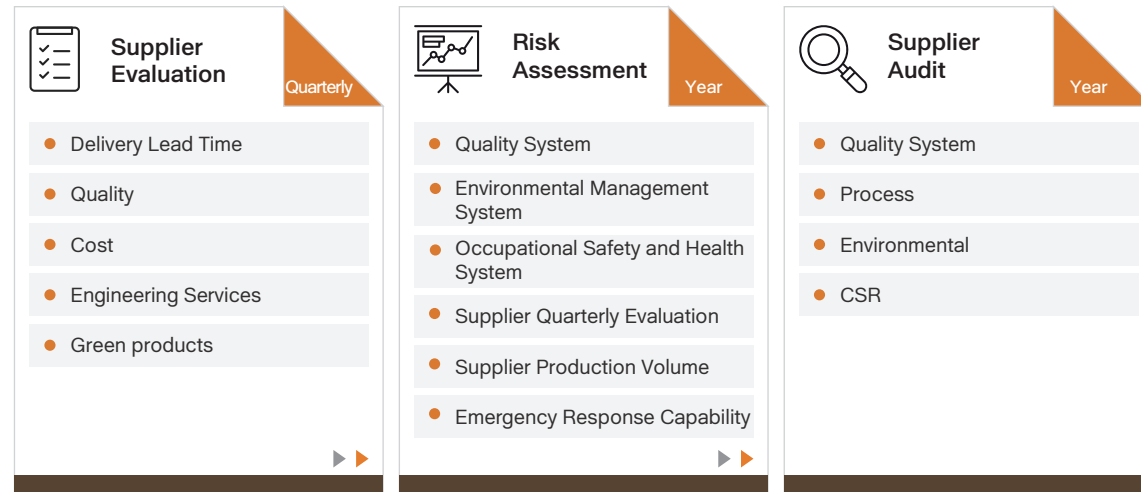 Supplier
Evaluation
Quarterly
Delivery Lead Time
Quality
Cost
Engineering Services
Green products
Risk
Assessment
Year
Quality System
Environmental Management
System
Occupational Safety and Health
System
Supplier Quarterly Evaluation
Supplier Production Volume
Emergency Response Capability
Supplier
Audit
Year
Quality System
Process
Environmental
CSR